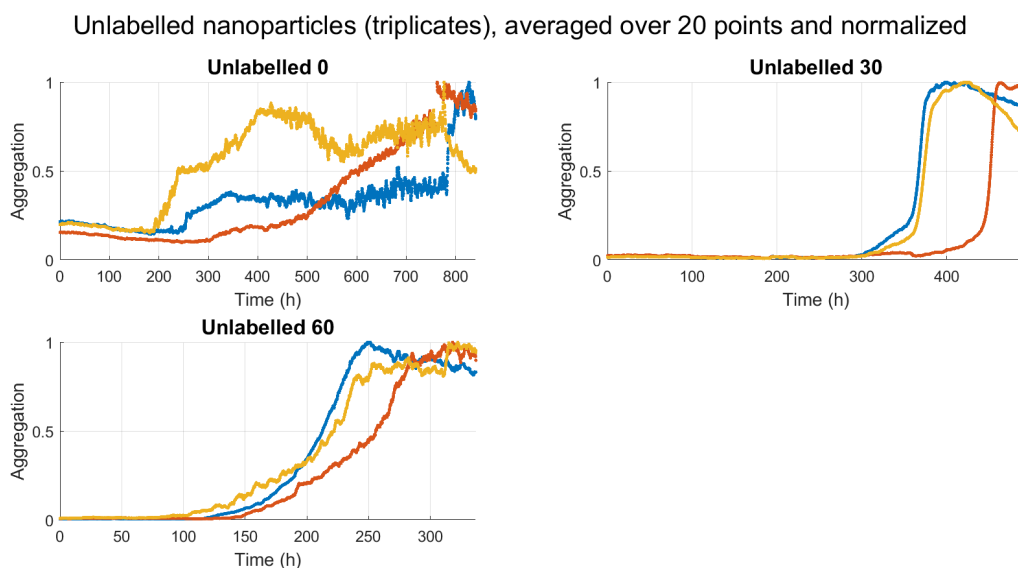 Unlabelled nanoparticles (triplicates), averaged over 20 points and normalized
Unlabelled 0
1
0.5
0
Aggregation
0 100 200 300 400 500 600 700 800
Time (h)
Unlabelled 30
1
0.5
0
Aggregation
0 100 200 300 400
Time (h)
Unlabelled 60
1
0.5
0
Aggregation
0 50 100 150 200 250 300
Time (h)